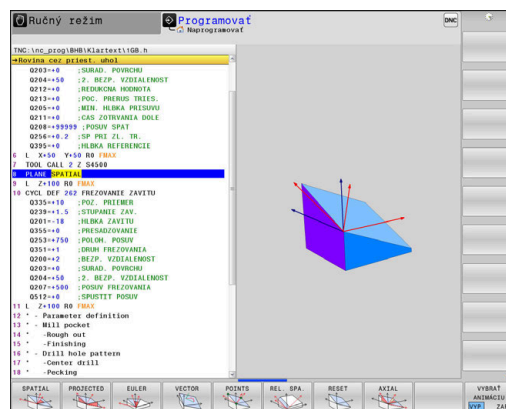 Ručný režim
Programovať
Naprogramovať
DNC
TNC:\nc_prog\BHB\Klartext\1GB.h
→Rovina cez priest. uhol
Q203=+0 ;SURAD. POVRCHU
Q204=+50 ;2. BEZP. VZDIALENOST
Q212=+0 ;REDUKCNA HODNOTA
Q213=+0 ;POC. PRERUS TRIES.
Q205=+0 ;MIN. HLBKA PRISUVU
Q211=+0 ;CAS ZOTRVANIA DOLE
Q208=+99999 ;POSUV SPAT
Q256=+0.2 ;SP PRI ZL. TR.
Q395=+0 ;HLBKA REFERENCIE
6 L X+50 Y+50 R0 FMAX
7 TOOL CALL 2 Z S4500
8 PLANE SPATIAL
9 L Z+100 R0 FMAX
10 CYCL DEF 262 FREZOVANIE ZAVITU
Q335=+10 ;POZ. PRIEMER
Q239=+1.5 ;STUPANIE ZAV.
Q201=-18 ;HLBKA ZAVITU
Q355=+0 ;PRESADZOVANIE
Q253=+750 ;POLOH. POSUV
Q351=+1 ;DRUH FREZOVANIA
Q200=+2 ;BEZP. VZDIALENOST
Q203=+0 ;SURAD. POVRCHU
Q204=+50 ;2. BEZP. VZDIALENOST
Q207=+500 ;POSUV FREZOVANIA
Q512=+0 ;SPUSTIT POSUV
11 L Z+100 R0 FMAX
12 * - Parameter definition
13 * - Mill pocket
14 * -Rough out
15 * -Finishing
16 * - Drill hole pattern
17 * -Center drill
18 * -Pecking
SPATIAL
PROJECTED
EULER
VECTOR
POINTS
REL. SPA.
RESET
AXIAL
VYBRAŤ
ANIMÁCIU
VYP ZAP